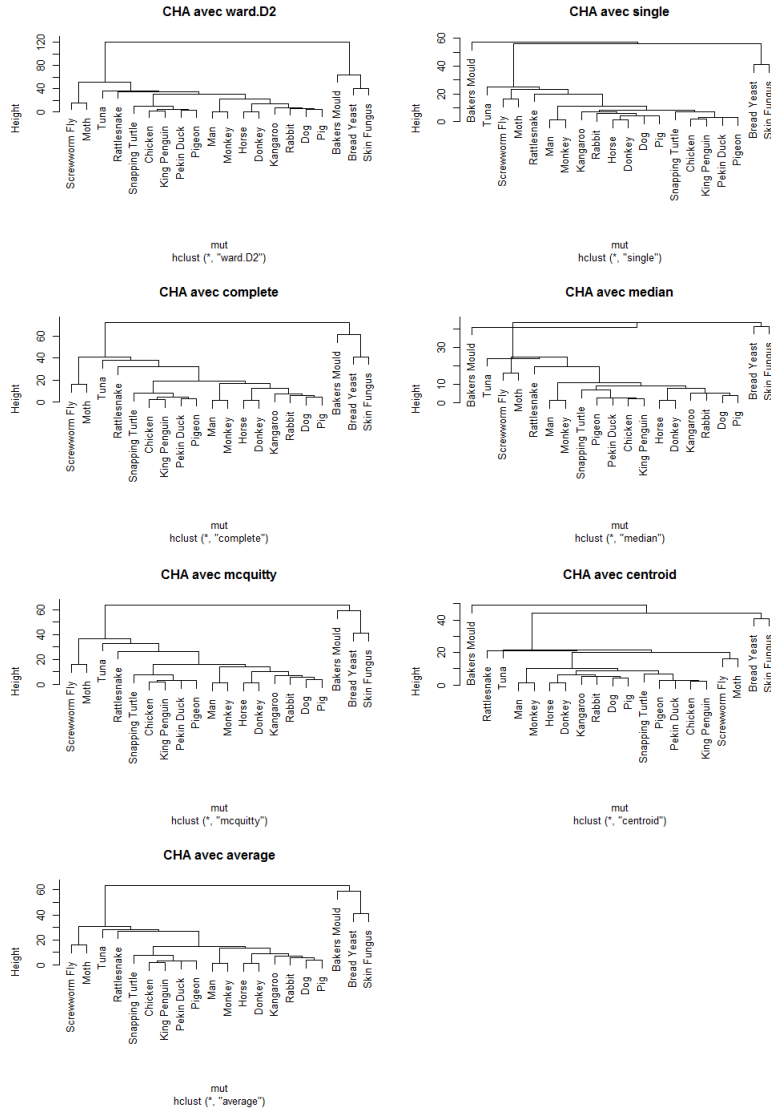 CHA avec ward.D2
Height
0 40 80 120
Screwworm Fly
Moth
Tuna
Rattlesnake
Snapping Turtle
Chicken
King Penguin
Pekin Duck
Pigeon
Man
Monkey
Horse
Donkey
Kangaroo
Rabbit
Dog
Pig
Bakers Mould
Bread Yeast
Skin Fungus
mut
hclust (*, "ward.D2")
CHA avec single
Height
0 20 40 60
Bakers Mould
Tuna
Screwworm Fly
Moth
Rattlesnake
Man
Monkey
Kangaroo
Rabbit
Horse
Donkey
Dog
Pig
Snapping Turtle
Chicken
King Penguin
Pekin Duck
Pigeon
Bread Yeast
Skin Fungus
mut
hclust (*, "single")
CHA avec complete
Height
0 20 40 60
Screwworm Fly
Moth
Tuna
Rattlesnake
Snapping Turtle
Chicken
King Penguin
Pekin Duck
Pigeon
Man
Monkey
Horse
Donkey
Kangaroo
Rabbit
Dog
Pig
Bakers Mould
Bread Yeast
Skin Fungus
mut
hclust (*, "complete")
CHA avec median
Height
0 10 30
Bakers Mould
Tuna
Screwworm Fly
Moth
Rattlesnake
Man
Monkey
Snapping Turtle
Pigeon
Pekin Duck
Chicken
King Penguin
Horse
Donkey
Kangaroo
Rabbit
Dog
Pig
Bread Yeast
Skin Fungus
mut
hclust (*, "median")
CHA avec mcquitty
Height
0 20 40 60
Screwworm Fly
Moth
Tuna
Rattlesnake
Snapping Turtle
Chicken
King Penguin
Pekin Duck
Pigeon
Man
Monkey
Horse
Donkey
Kangaroo
Rabbit
Dog
Pig
Bakers Mould
Bread Yeast
Skin Fungus
mut
hclust (*, "mcquitty")
CHA avec centroid
Height
0 20 40
Bakers Mould
Rattlesnake
Tuna
Man
Monkey
Horse
Donkey
Kangaroo
Rabbit
Dog
Pig
Snapping Turtle
Pigeon
Pekin Duck
Chicken
King Penguin
Screwworm Fly
Moth
Bread Yeast
Skin Fungus
mut
hclust (*, "centroid")
CHA avec average
Height
0 20 40 60
Screwworm Fly
Moth
Tuna
Rattlesnake
Snapping Turtle
Chicken
King Penguin
Pekin Duck
Pigeon
Man
Monkey
Horse
Donkey
Kangaroo
Rabbit
Dog
Pig
Bakers Mould
Bread Yeast
Skin Fungus
mut
hclust (*, "average")